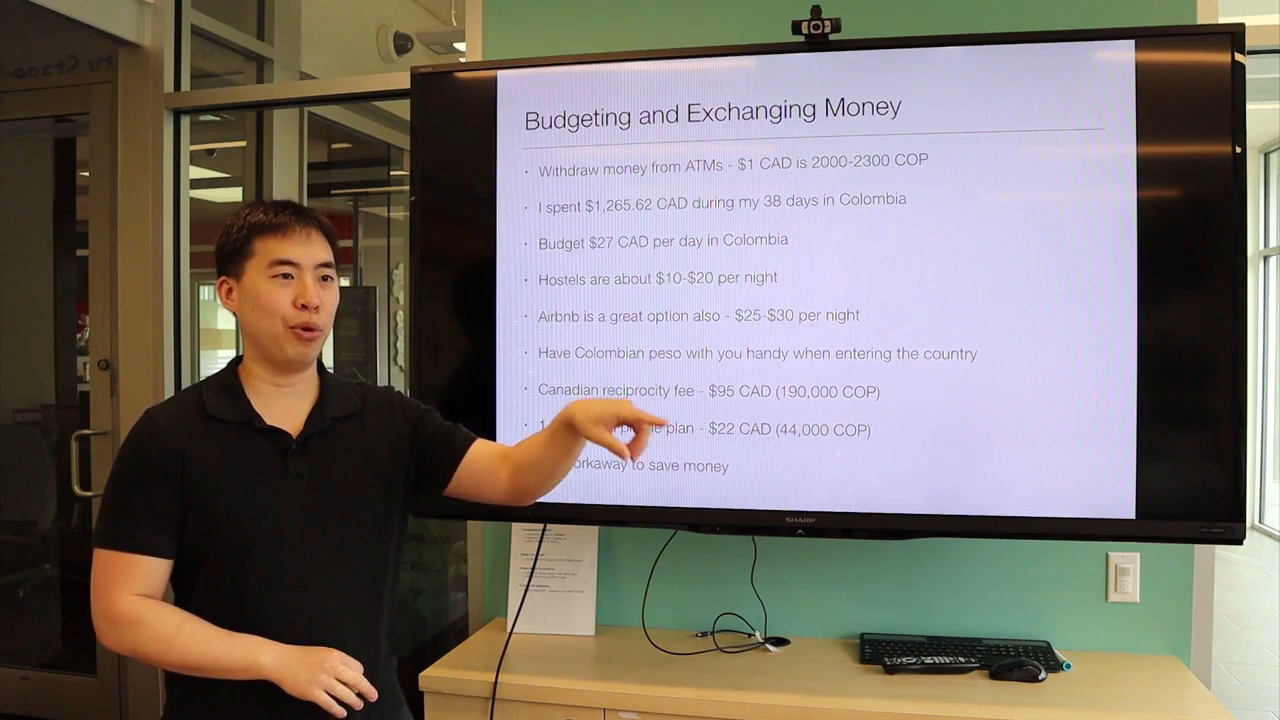 Budgeting and Exchanging Money
• Withdraw money from ATMs - $1 CAD is 2000-2300 COP
• I spent $1,265.62 CAD during my 38 days in Colombia
• Budget $27 CAD per day in Colombia
• Hostels are about $10-$20 per night
• Airbnb is a great option also - $25-$30 per night
• Have Colombian peso with you handy when entering the country
• Canadian reciprocity fee - $95 CAD (190,000 COP)
• 1 plan - $22 CAD (44,000 COP)
to save money
SHARP